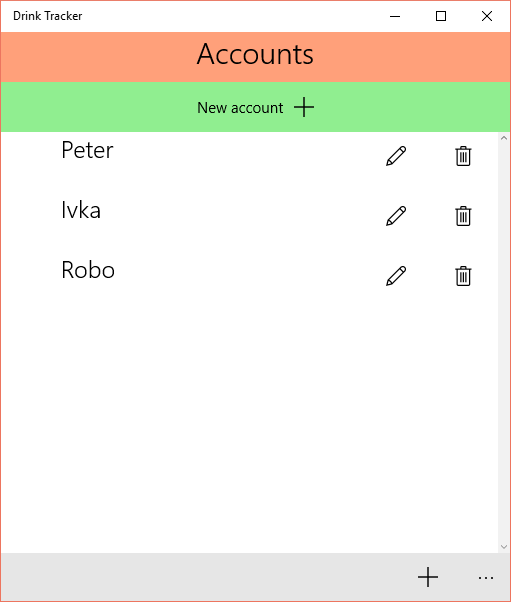 Drink Tracker
Accounts
New account
Peter
Ivka
Robo